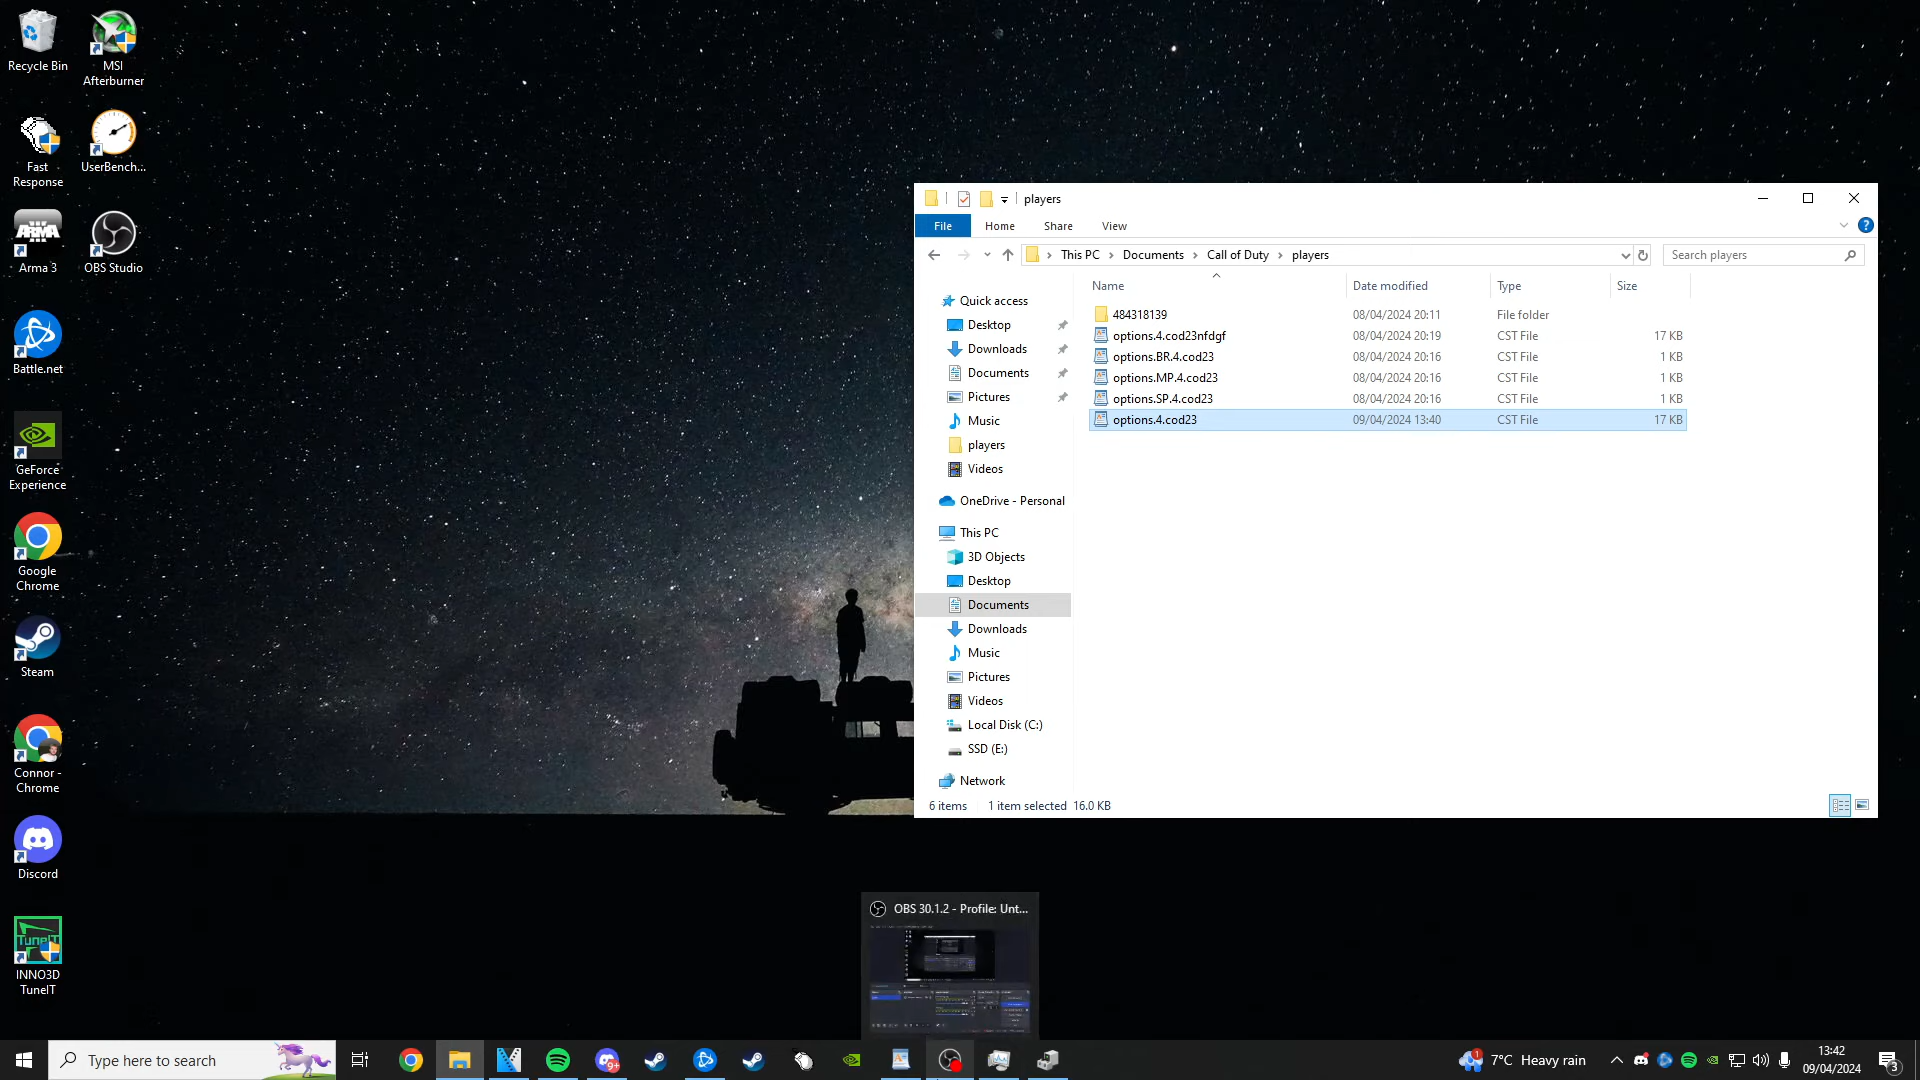 Recycle Bin
MSI
Afterburner
Fast
Response
UserBench...
ARMA
Arma 3
OBS Studio
Battle.net
GeForce
Experience
Google
Chrome
Steam
Connor -
Chrome
Discord
TuneIT
INNO3D
TuneIT
players
File
Home
Share
View
This PC
Documents
Call of Duty
players
Search players
Name
Date modified
Type
Size
484318139
08/04/2024 20:11
File folder
options.4.cod23nfdgf
08/04/2024 20:19
CST File
17 KB
options.BR.4.cod23
08/04/2024 20:16
CST File
1 KB
options.MP.4.cod23
08/04/2024 20:16
CST File
1 KB
options.SP.4.cod23
08/04/2024 20:16
CST File
1 KB
options.4.cod23
09/04/2024 13:40
CST File
17 KB
Quick access
Desktop
Downloads
Documents
Pictures
Music
players
Videos
OneDrive - Personal
This PC
3D Objects
Desktop
Documents
Downloads
Music
Pictures
Videos
Local Disk (C:)
SSD (E:)
Network
6 items
1 item selected 16.0 KB
OBS 30.1.2 - Profile: Unt...
Type here to search
9+
1
7°C Heavy rain
13:42
09/04/2024
3